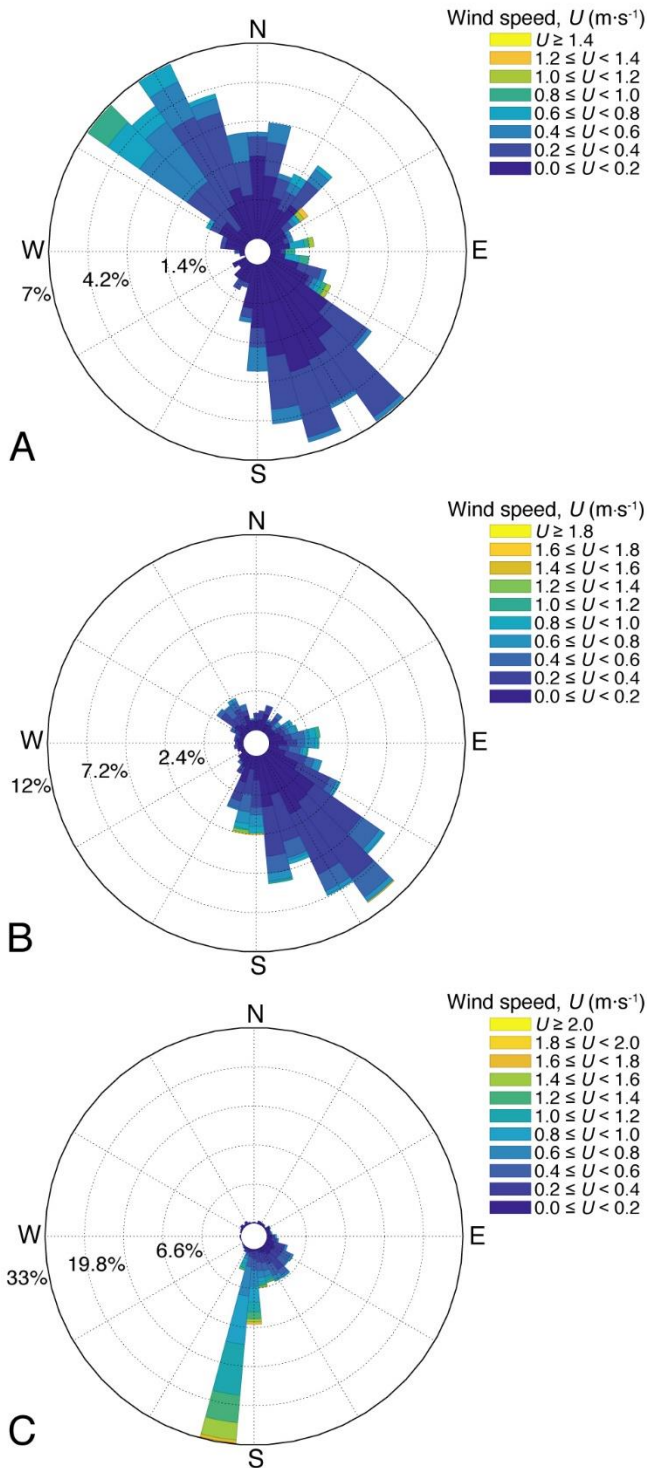 Wind speed, U (m·s⁻¹)
N
U ≥ 1.4
1.2 ≤ U < 1.4
1.0 ≤ U < 1.2
0.8 ≤ U < 1.0
0.6 ≤ U < 0.8
0.4 ≤ U < 0.6
0.2 ≤ U < 0.4
0.0 ≤ U < 0.2
W
E
1.4%
4.2%
7%
A
S
Wind speed, U (m·s⁻¹)
N
U ≥ 1.8
1.6 ≤ U < 1.8
1.4 ≤ U < 1.6
1.2 ≤ U < 1.4
1.0 ≤ U < 1.2
0.8 ≤ U < 1.0
0.6 ≤ U < 0.8
0.4 ≤ U < 0.6
0.2 ≤ U < 0.4
0.0 ≤ U < 0.2
W
E
2.4%
7.2%
12%
B
S
Wind speed, U (m·s⁻¹)
N
U ≥ 2.0
1.8 ≤ U < 2.0
1.6 ≤ U < 1.8
1.4 ≤ U < 1.6
1.2 ≤ U < 1.4
1.0 ≤ U < 1.2
0.8 ≤ U < 1.0
0.6 ≤ U < 0.8
0.4 ≤ U < 0.6
0.2 ≤ U < 0.4
0.0 ≤ U < 0.2
W
E
6.6%
19.8%
33%
C
S